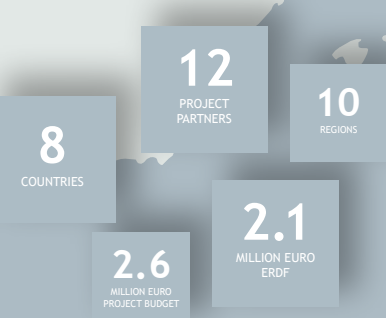 12
PROJECT
PARTNERS
10
REGIONS
8
COUNTRIES
2.1
MILLION EURO
ERDF
2.6
MILLION EURO
PROJECT BUDGET